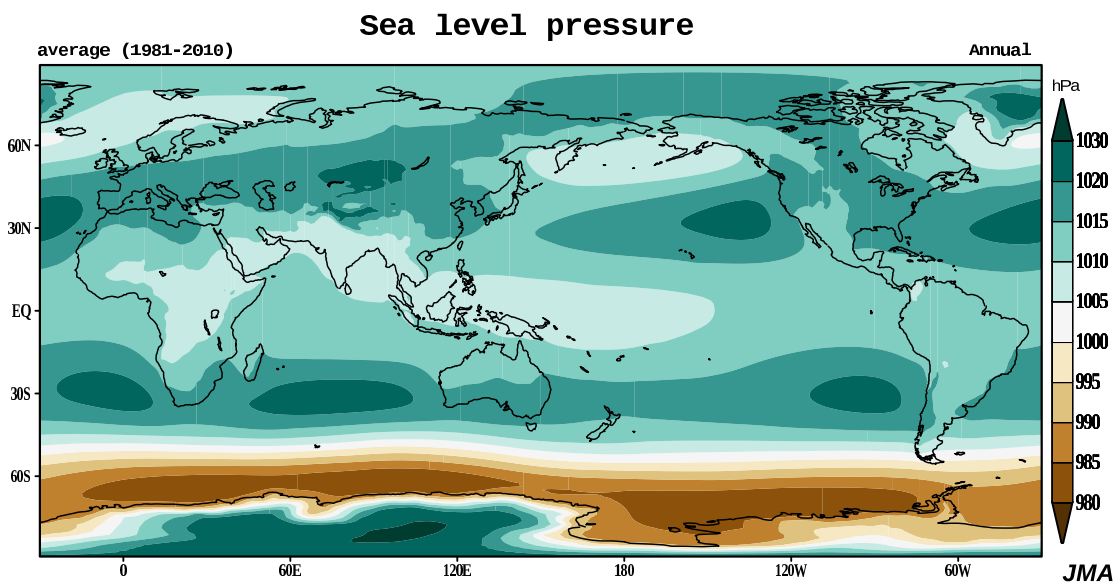 Sea level pressure
average (1981-2010)
Annual
hPa
1030
1020
1015
1010
1005
1000
995
990
985
980
60N
30N
EQ
30S
60S
0
60E
120E
180
120W
60W
JMA